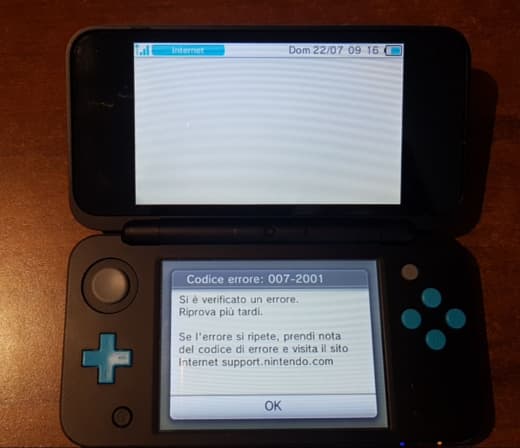 Internet
Dom 22/07 09 16
Codice errore: 007-2001
Si è verificato un errore.
Riprova più tardi.
Se l'errore si ripete, prendi nota
del codice di errore e visita il sito
Internet support.nintendo.com
OK